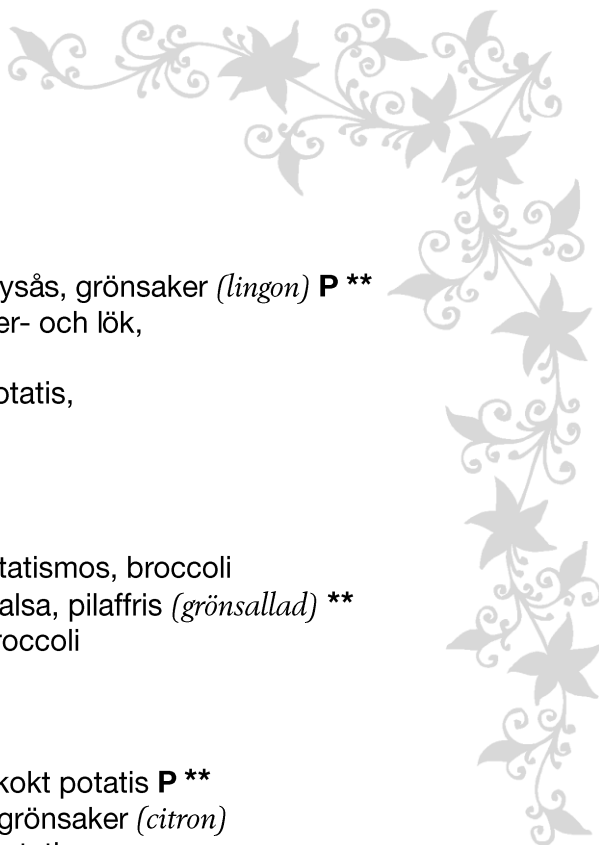 ysås, grönsaker (lingon) P **
er- och lök,
otatis,
tatismos, broccoli
alsa, pilaffris (grönsallad) **
roccoli
kokt potatis P **
grönsaker (citron)